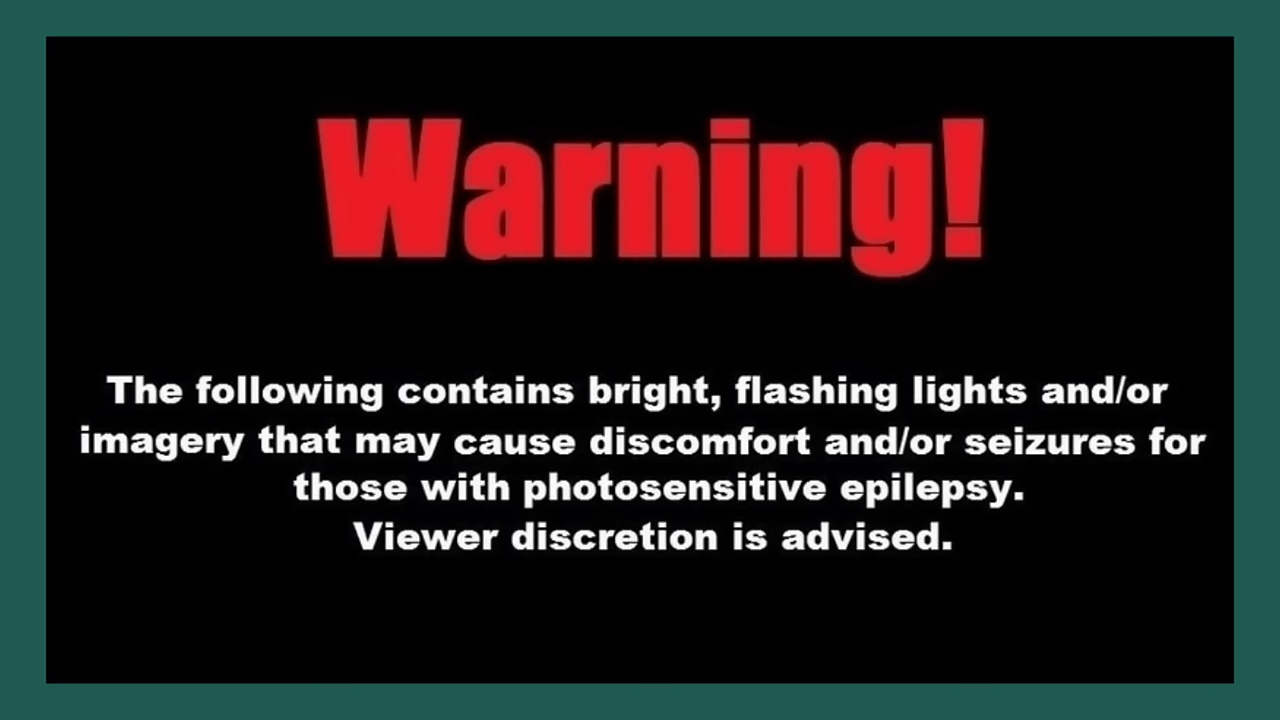 Warning!
The following contains bright, flashing lights and/or
imagery that may cause discomfort and/or seizures for
those with photosensitive epilepsy.
Viewer discretion is advised.